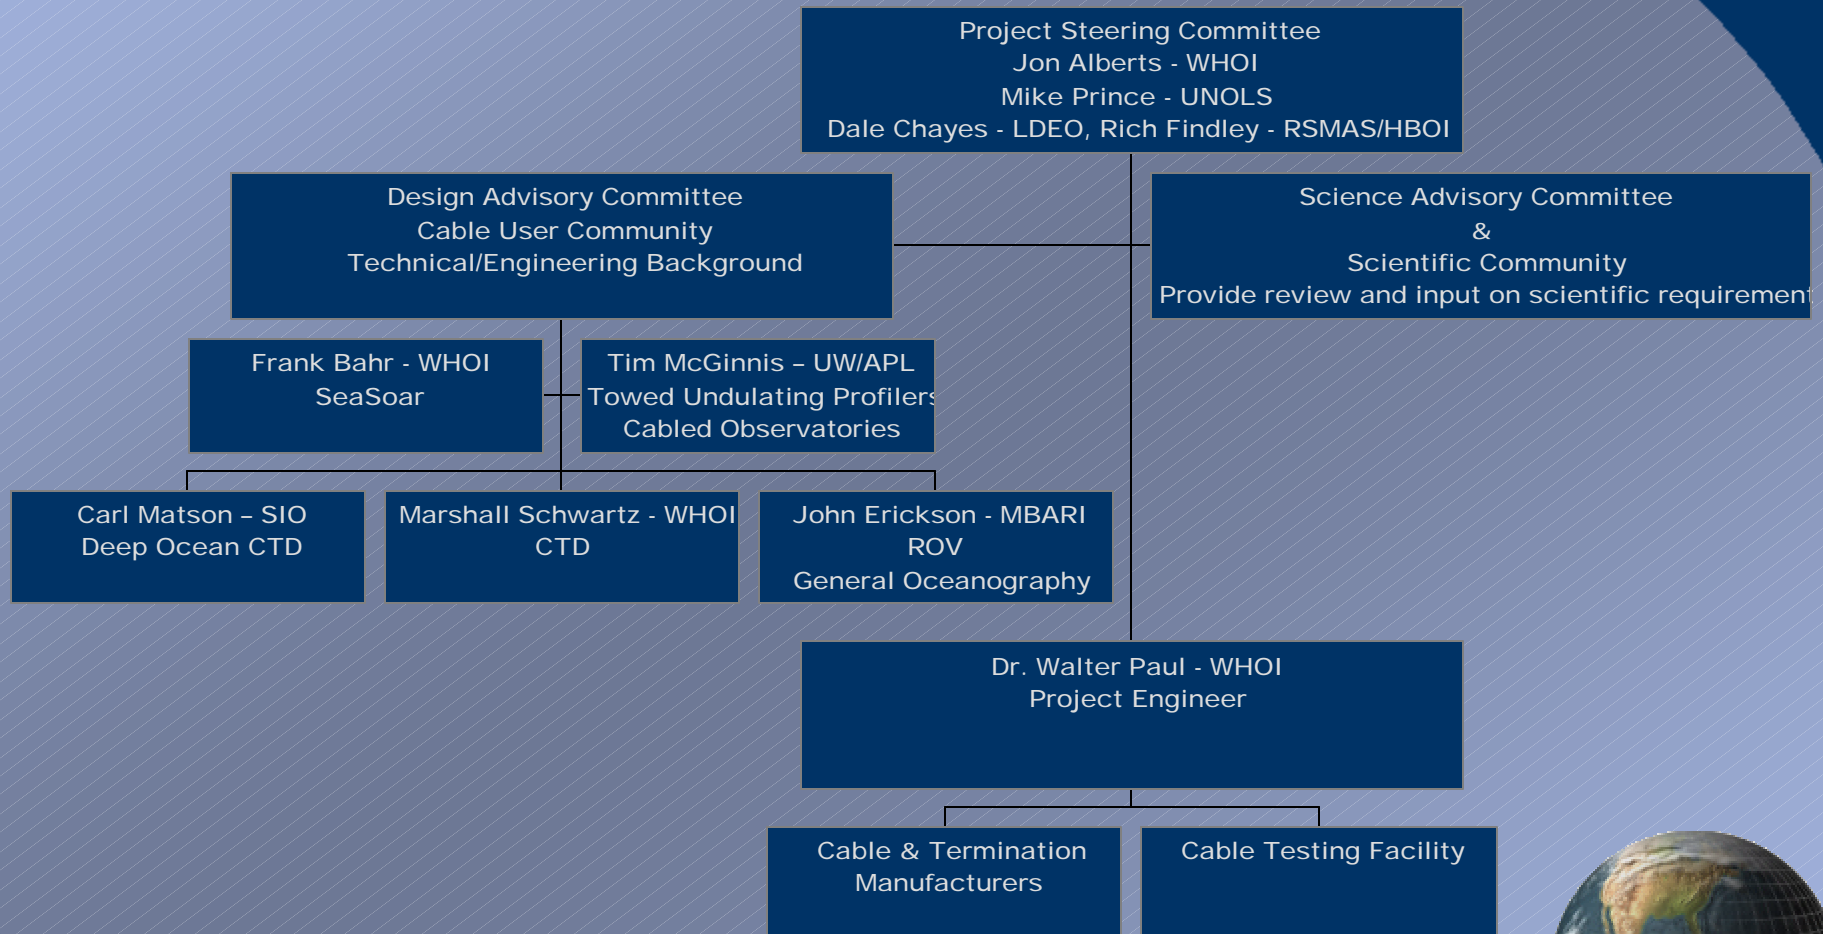 Project Steering Committee
Jon Alberts - WHOI
Mike Prince - UNOLS
Dale Chayes - LDEO, Rich Findley - RSMAS/HBOI
Design Advisory Committee
Cable User Community
Technical/Engineering Background
Science Advisory Committee
&
Scientific Community
Provide review and input on scientific requirement
Frank Bahr - WHOI
SeaSoar
Tim McGinnis – UW/APL
Towed Undulating Profilers
Cabled Observatories
Carl Matson – SIO
Deep Ocean CTD
Marshall Schwartz - WHOI
CTD
John Erickson - MBARI
ROV
General Oceanography
Dr. Walter Paul - WHOI
Project Engineer
Cable & Termination
Manufacturers
Cable Testing Facility